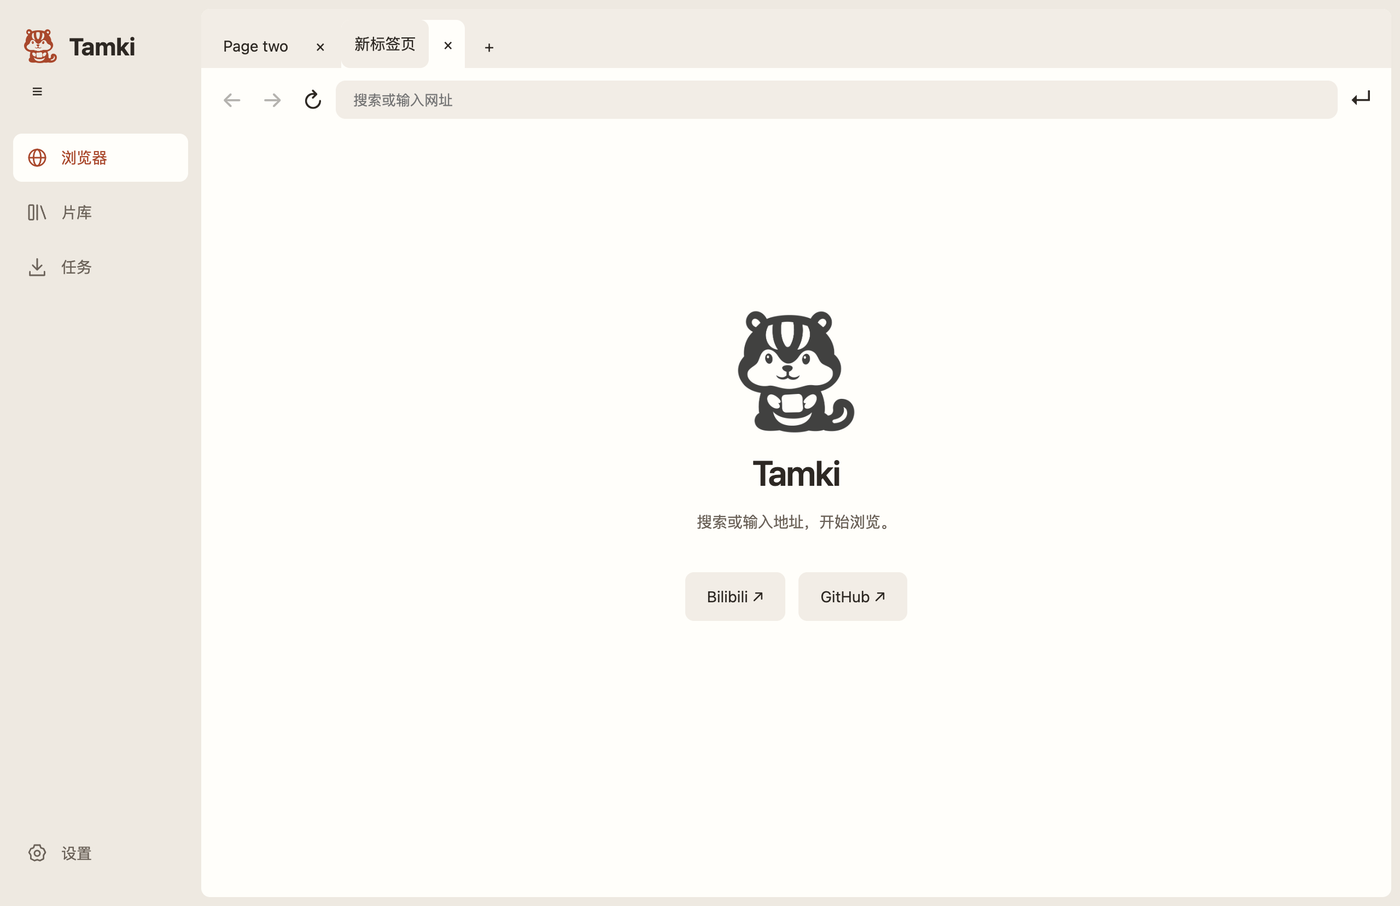 Tamki
浏览器
片库
任务
设置
Page two
新标签页
搜索或输入网址
Tamki
搜索或输入地址，开始浏览。
Bilibili
GitHub